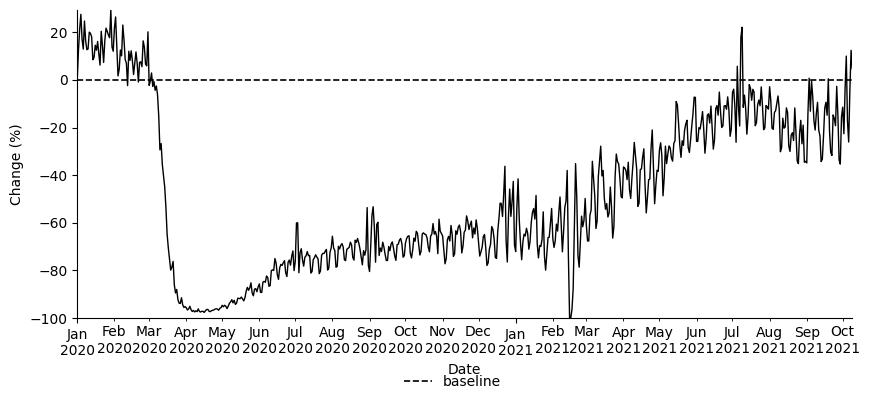 20
0
−20
−40
−60
−80
−100
Change (%)
Jan Feb Mar Apr May Jun Jul Aug Sep Oct Nov Dec Jan Feb Mar Apr May Jun Jul Aug Sep Oct
2020 2020 2020 2020 2020 2020 2020 2020 2020 2020 2020 2020 2021 2021 2021 2021 2021 2021 2021 2021 2021 2021
Date
baseline